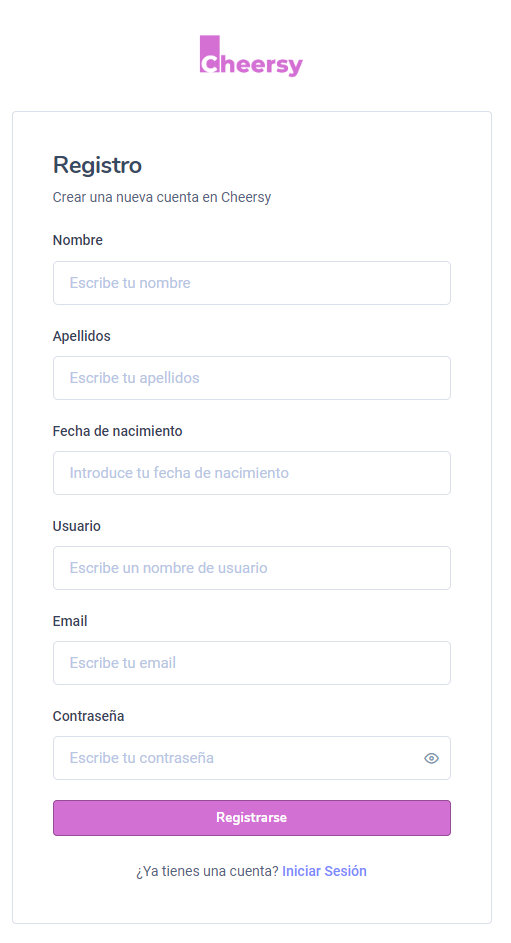 Cheersy
Registro
Crear una nueva cuenta en Cheersy
Nombre
Escribe tu nombre
Apellidos
Escribe tu apellidos
Fecha de nacimiento
Introduce tu fecha de nacimiento
Usuario
Escribe un nombre de usuario
Email
Escribe tu email
Contraseña
Escribe tu contraseña
Registrarse
¿Ya tienes una cuenta? Iniciar Sesión